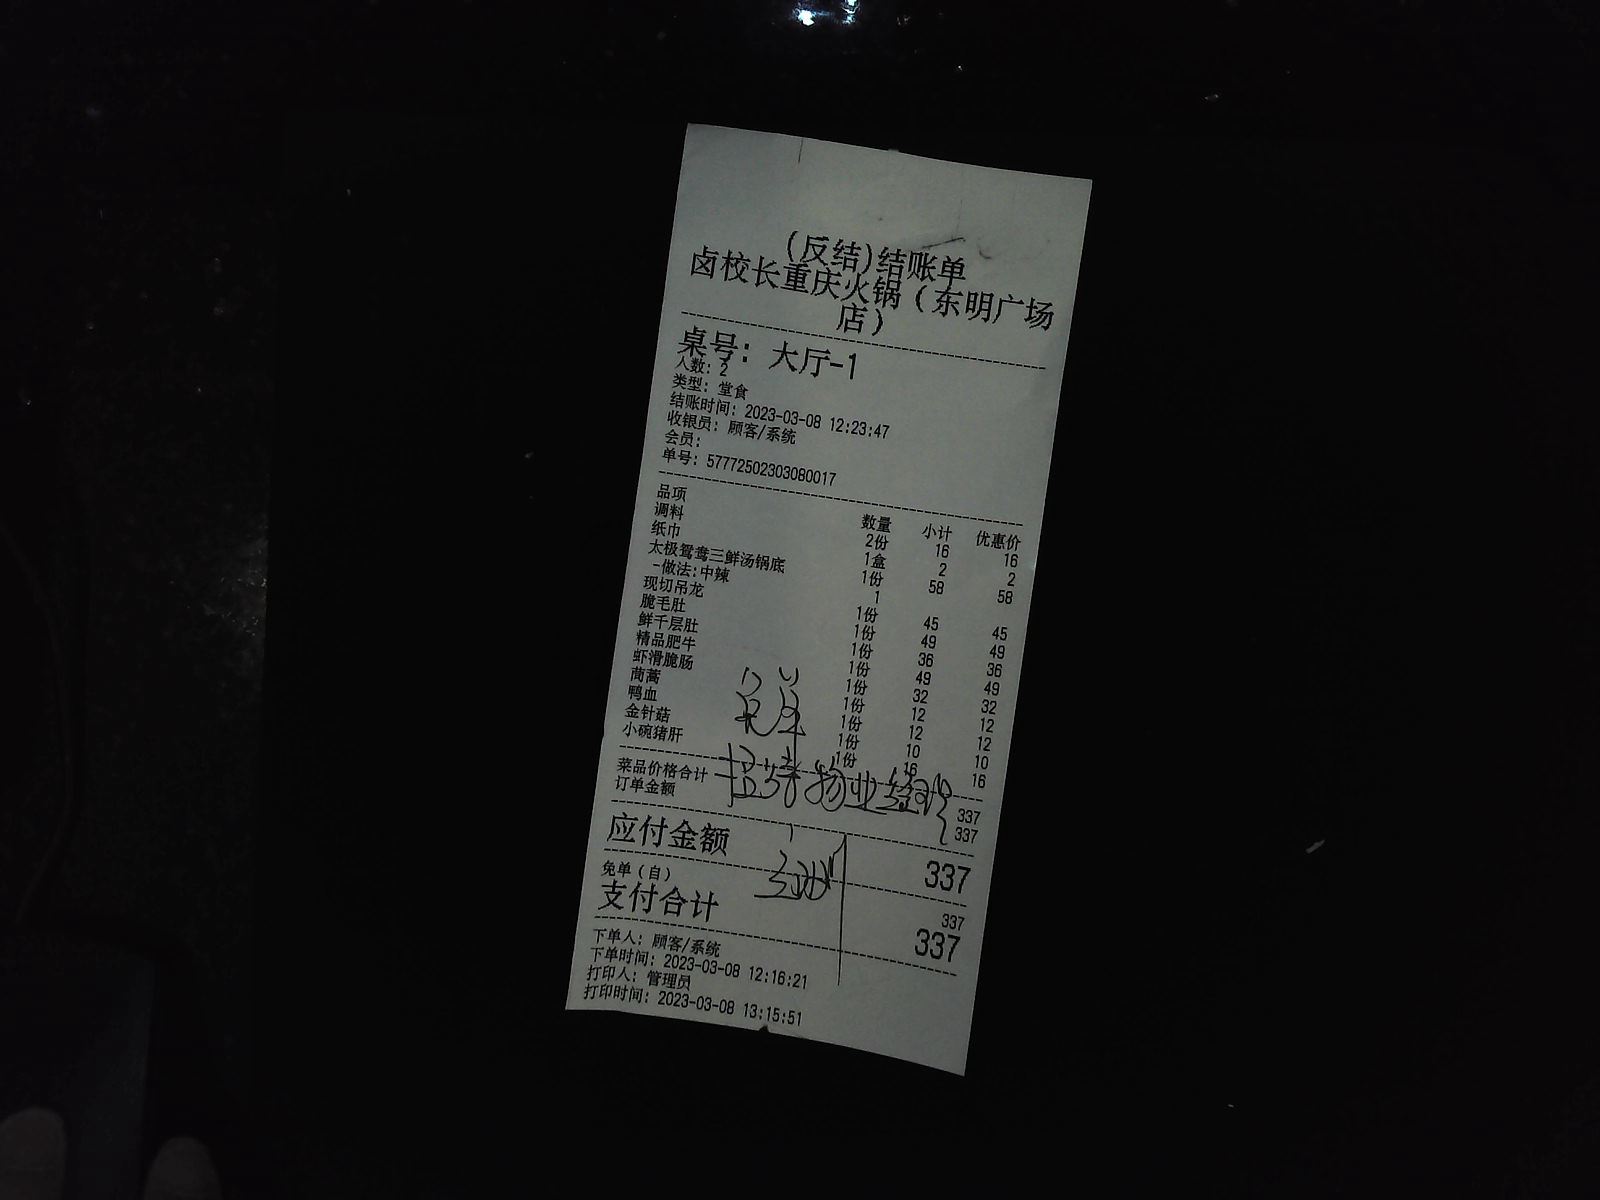 (反结)结账单
卤校长重庆火锅(东明广场
店)
桌号: 大厅-1
人数: 2
类型: 堂食
结账时间: 2023-03-08 12:23:47
收银员: 顾客/系统
会员:
单号: 57772502303080017
品项 数量 小计 优惠价
调料 2份 16 16
纸巾 1盒 2 2
太极鸳鸯三鲜汤锅底 1份 58 58
-做法:中辣 1
现切吊龙 1份 45 45
脆毛肚 1份 49 49
鲜千层肚 1份 36 36
精品肥牛 1份 49 49
虾滑脆肠 1份 32 32
茼蒿 1份 12 12
鸭血 1份 12 12
金针菇 1份 10 10
小碗猪肝 1份 16 16
招待物业经理
菜品价格合计 337
订单金额 337
应付金额 337
免单(自) 337
支付合计 337
下单人: 顾客/系统
下单时间: 2023-03-08 12:16:21
打印人: 管理员
打印时间: 2023-03-08 13:15:51